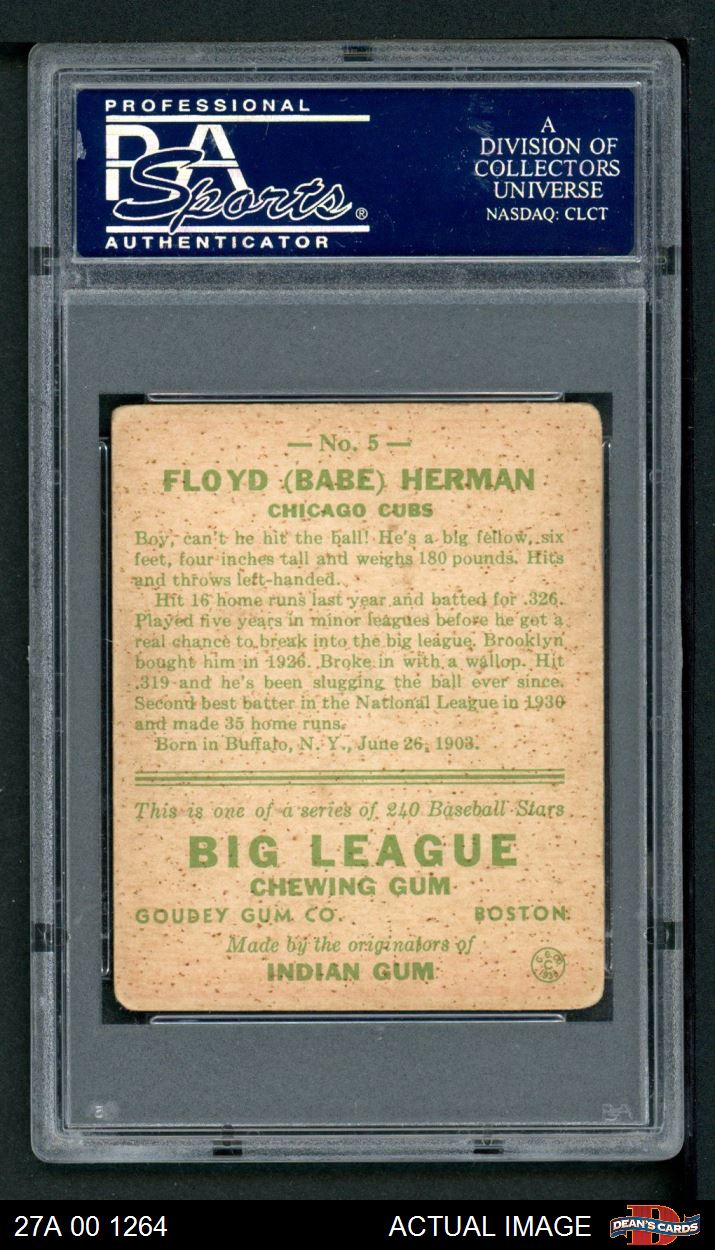 PROFESSIONAL
PSA
Sports®
AUTHENTICATOR
A
DIVISION OF
COLLECTORS
UNIVERSE
NASDAQ: CLCT
— No. 5 —
FLOYD (BABE) HERMAN
CHICAGO CUBS
Boy, can't he hit the ball! He's a big fellow, six
feet, four inches tall and weighs 180 pounds. Hits
and throws left-handed.
Hit 16 home runs last year and batted for .326.
Played five years in minor leagues before he got a
real chance to break into the big league. Brooklyn
bought him in 1926. Broke in with a wallop. Hit
.319 and he's been slugging the ball ever since.
Second best batter in the National League in 1930
and made 35 home runs.
Born in Buffalo, N. Y., June 26, 1903.
This is one of a series of 240 Baseball Stars
BIG LEAGUE
CHEWING GUM
GOUDEY GUM CO. BOSTON
Made by the originators of
INDIAN GUM
PSA
27A 00 1264
ACTUAL IMAGE
DEAN'S CARDS